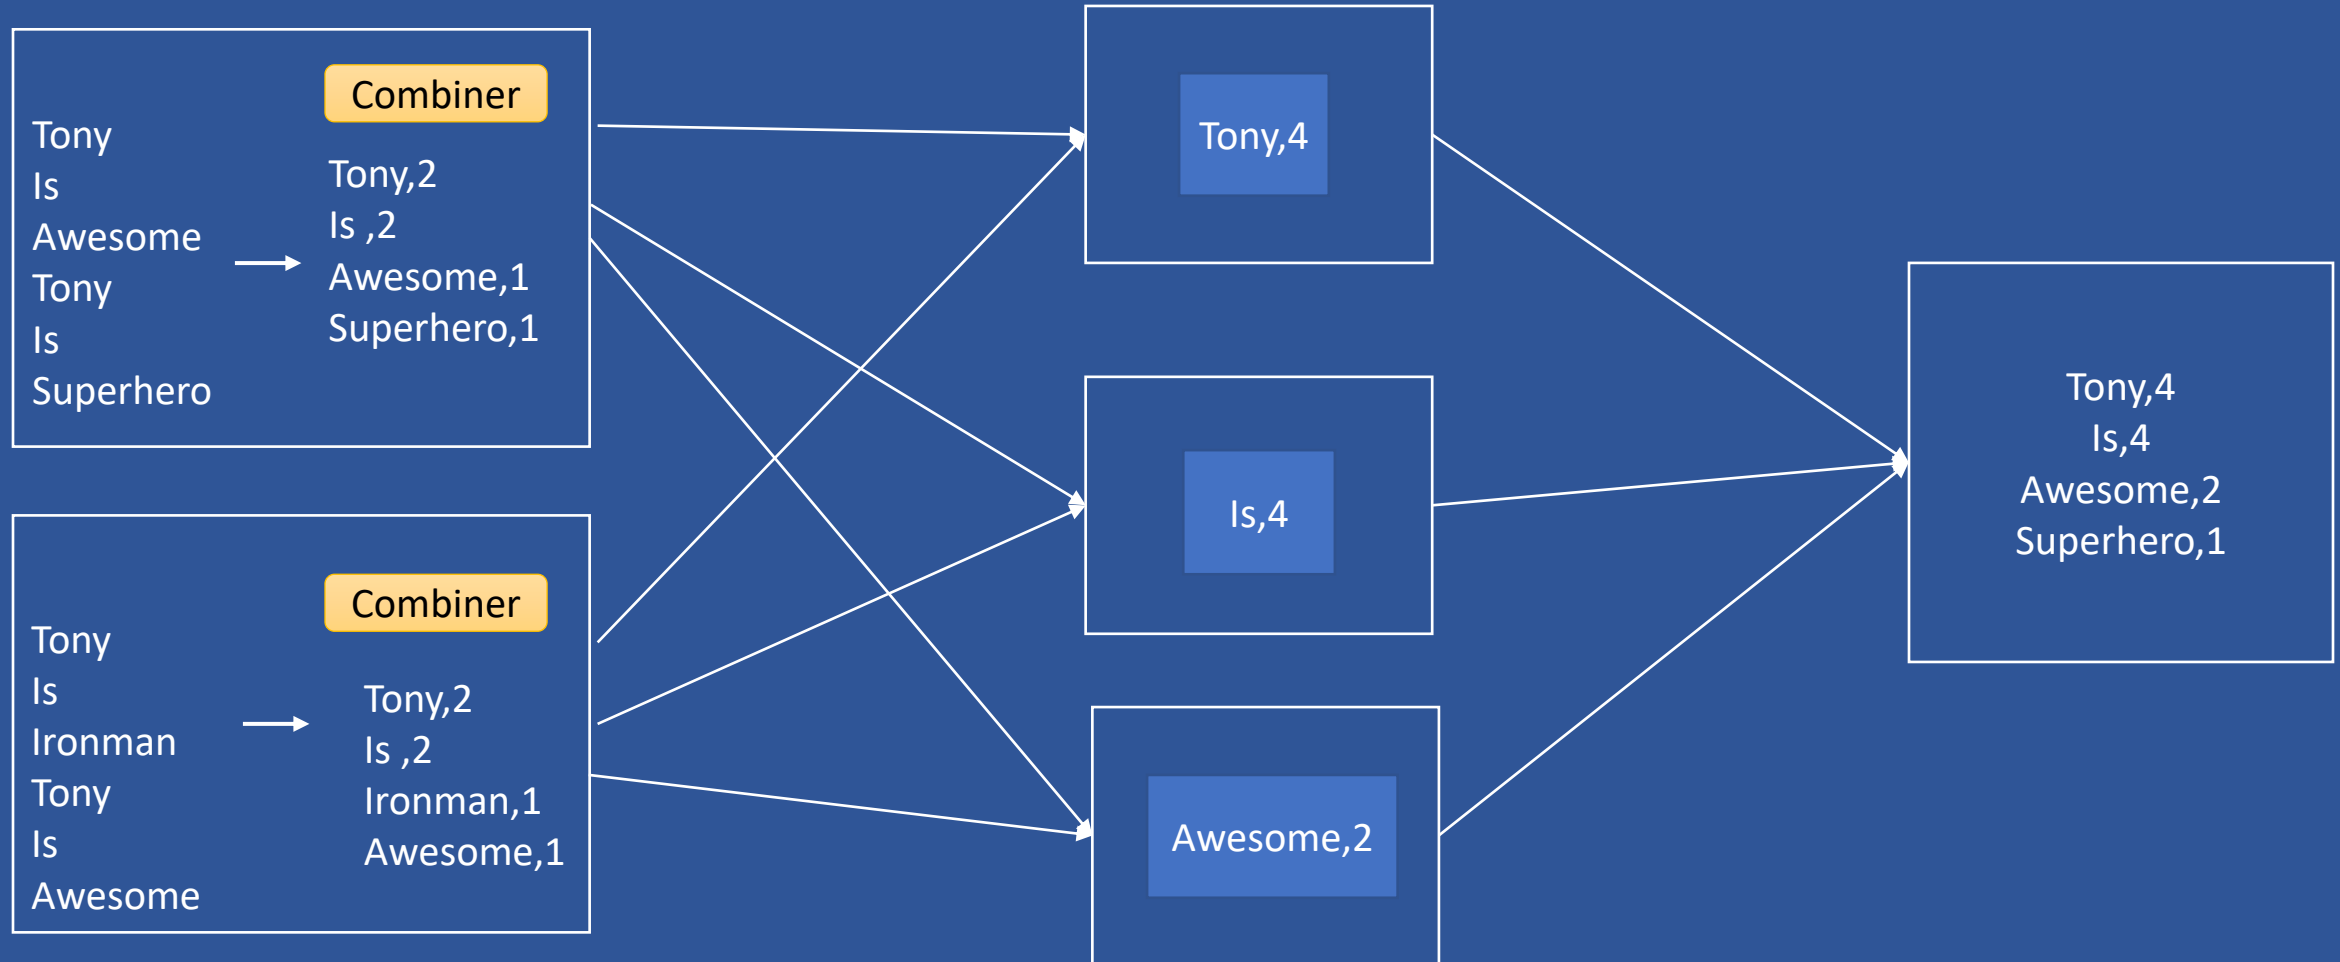 Combiner
Tony
Is
Awesome
Tony
Is
Superhero
Tony,2
Is ,2
Awesome,1
Superhero,1
Combiner
Tony
Is
Ironman
Tony
Is
Awesome
Tony,2
Is ,2
Ironman,1
Awesome,1
Tony,4
Is,4
Awesome,2
Tony,4
Is,4
Awesome,2
Superhero,1